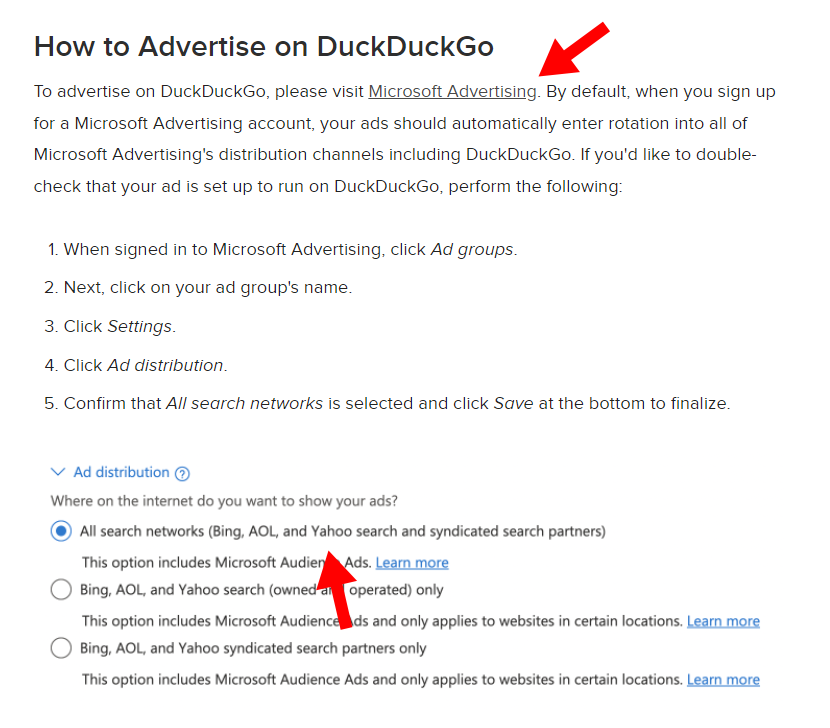 How to Advertise on DuckDuckGo
To advertise on DuckDuckGo, please visit Microsoft Advertising. By default, when you sign up
for a Microsoft Advertising account, your ads should automatically enter rotation into all of
Microsoft Advertising's distribution channels including DuckDuckGo. If you'd like to double-
check that your ad is set up to run on DuckDuckGo, perform the following:
1. When signed in to Microsoft Advertising, click Ad groups.
2. Next, click on your ad group's name.
3. Click Settings.
4. Click Ad distribution.
5. Confirm that All search networks is selected and click Save at the bottom to finalize.
Ad distribution ?
Where on the internet do you want to show your ads?
All search networks (Bing, AOL, and Yahoo search and syndicated search partners)
This option includes Microsoft Audience Ads. Learn more
Bing, AOL, and Yahoo search (owned and operated) only
This option includes Microsoft Audience Ads and only applies to websites in certain locations. Learn more
Bing, AOL, and Yahoo syndicated search partners only
This option includes Microsoft Audience Ads and only applies to websites in certain locations. Learn more